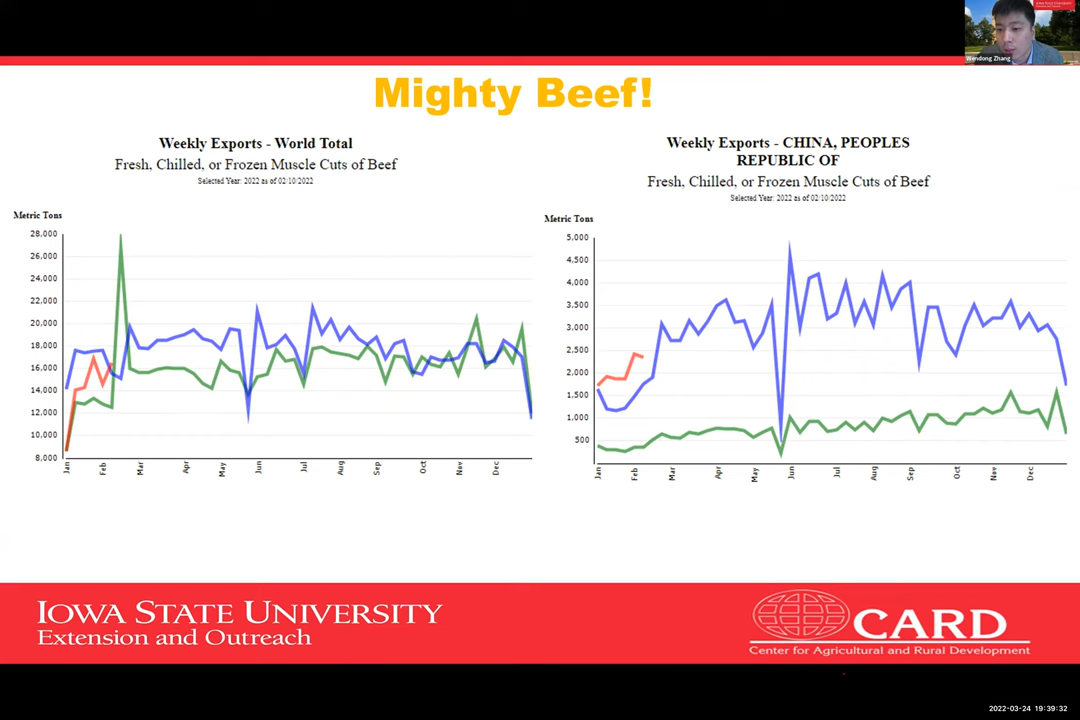 IOWA STATE UNIVERSITY
Wendong Zhang
Mighty Beef!
Weekly Exports - World Total
Fresh, Chilled, or Frozen Muscle Cuts of Beef
Selected Year: 2022 as of 02/10/2022
Metric Tons
28,000
26,000
24,000
22,000
20,000
18,000
16,000
14,000
12,000
10,000
8,000
Jan Feb Mar Apr May Jun Jul Aug Sep Oct Nov Dec
Weekly Exports - CHINA, PEOPLES
REPUBLIC OF
Fresh, Chilled, or Frozen Muscle Cuts of Beef
Selected Year: 2022 as of 02/10/2022
Metric Tons
5,000
4,500
4,000
3,500
3,000
2,500
2,000
1,500
1,000
500
Jan Feb Mar Apr May Jun Jul Aug Sep Oct Nov Dec
IOWA STATE UNIVERSITY
Extension and Outreach
CARD
Center for Agricultural and Rural Development
2022-03-24 19:39:32